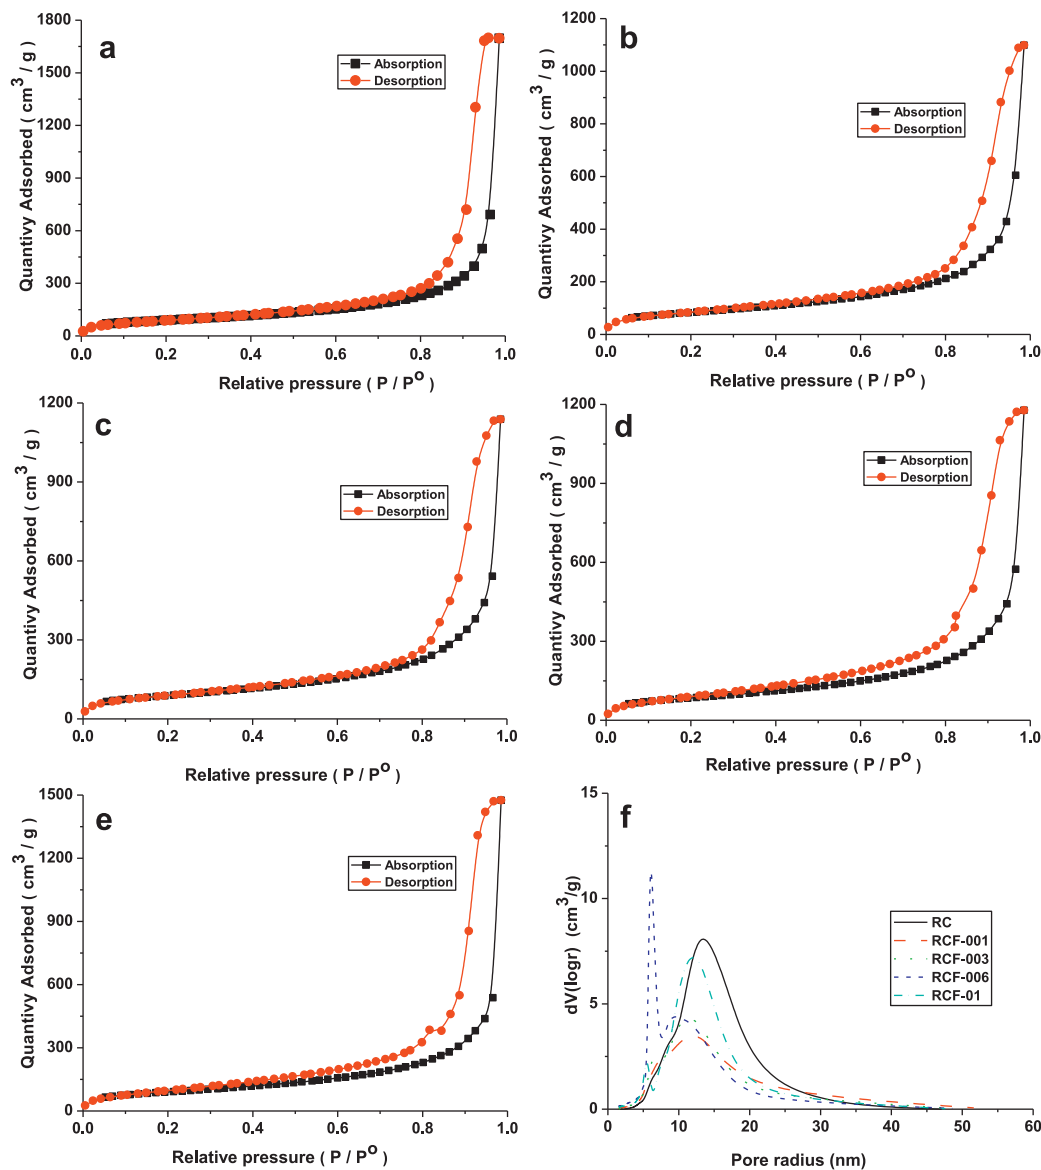 a
1800
1500
1200
900
600
300
0
Quantivy Adsorbed ( cm3 / g )
Absorption
Desorption
0.0 0.2 0.4 0.6 0.8 1.0
Relative pressure ( P / PO )
b
1200
1000
800
600
400
200
0
Quantivy Adsorbed ( cm3 / g )
Absorption
Desorption
0.0 0.2 0.4 0.6 0.8 1.0
Relative pressure ( P / PO )
c
1200
900
600
300
0
Quantivy Adsorbed ( cm3 / g )
Absorption
Desorption
0.0 0.2 0.4 0.6 0.8 1.0
Relative pressure ( P / PO )
d
1200
900
600
300
0
Quantivy Adsorbed ( cm3 / g )
Absorption
Desorption
0.0 0.2 0.4 0.6 0.8 1.0
Relative pressure ( P / PO )
e
1500
1200
900
600
300
0
Quantivy Adsorbed ( cm3 / g )
Absorption
Desorption
0.0 0.2 0.4 0.6 0.8 1.0
Relative pressure ( P / PO )
f
15
10
5
0
dV(logr) (cm3/g)
RC
RCF-001
RCF-003
RCF-006
RCF-01
0 10 20 30 40 50 60
Pore radius (nm)